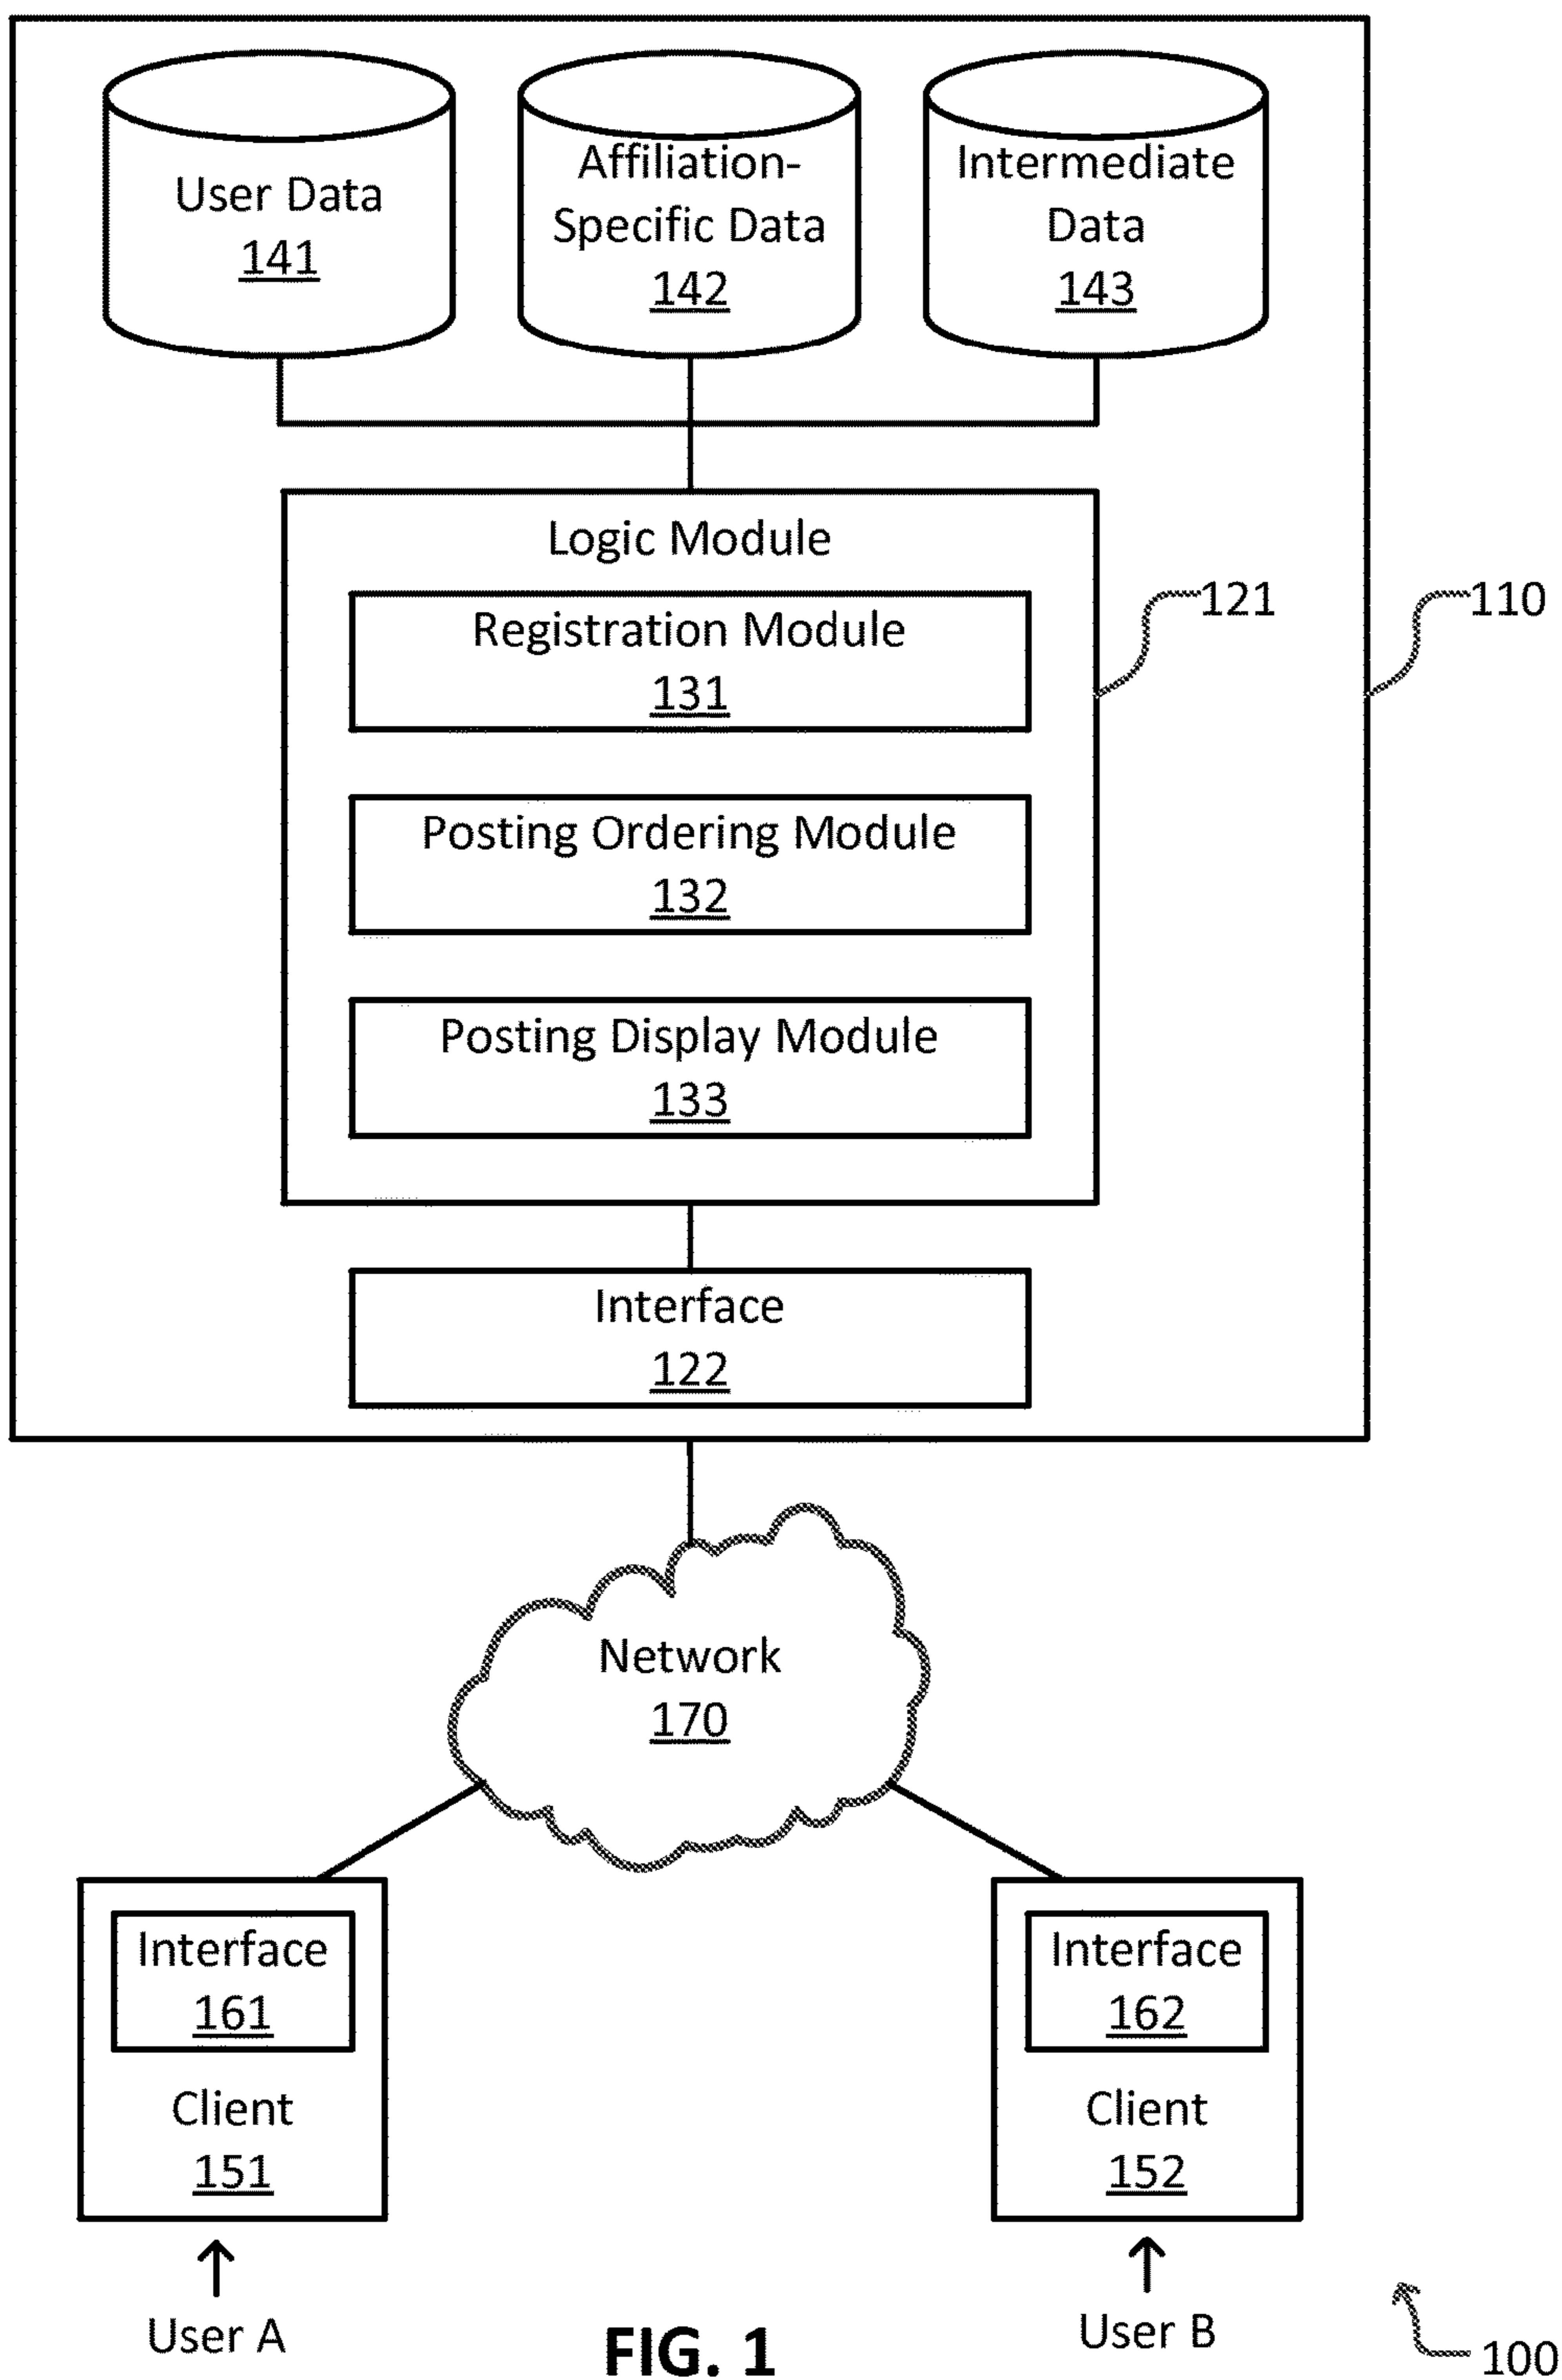 User Data
141
Affiliation-
Specific Data
142
Intermediate
Data
143
Logic Module
Registration Module
131
121
110
Posting Ordering Module
132
Posting Display Module
133
Interface
122
Network
170
Interface
161
Client
151
Interface
162
Client
152
User A
User B
FIG. 1
100